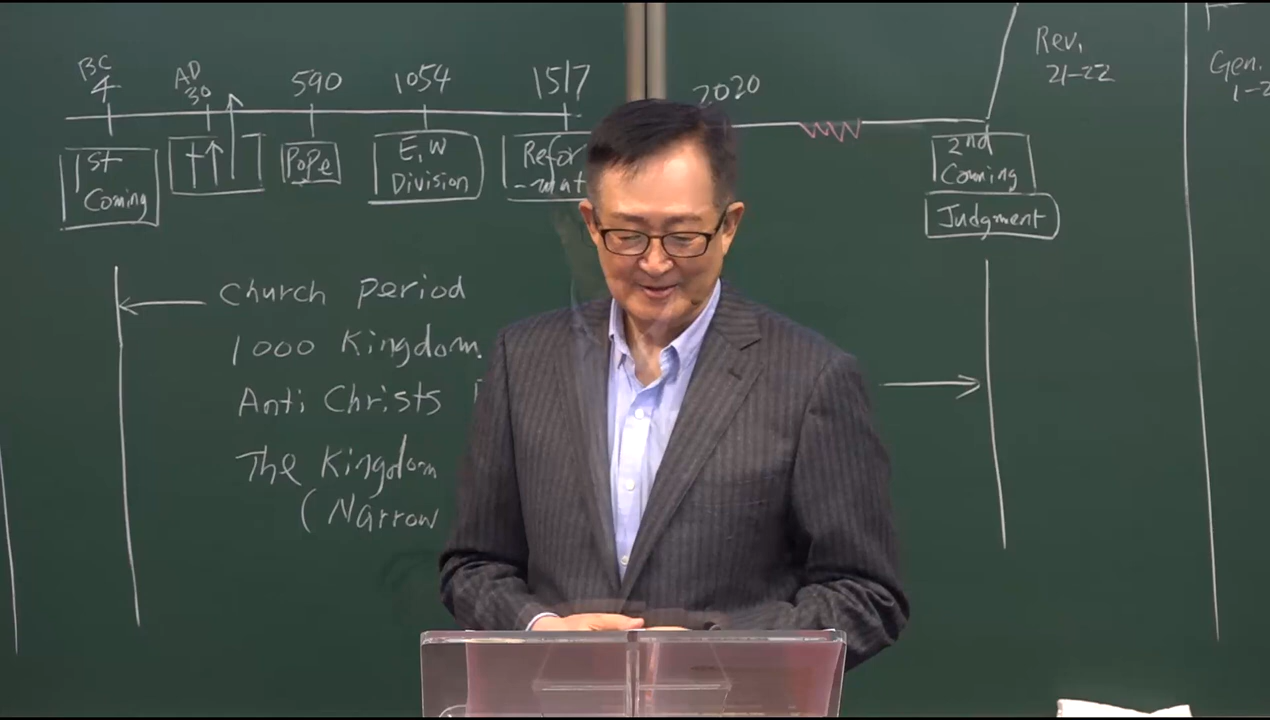 BC
4
AD
30
590
1054
1517
2020
1st
Coming
Pope
E, W
Division
Refor
-mat
2nd
Coming
Judgment
Rev.
21-22
Gen.
Church period
1000 Kingdom.
Anti Christs
The Kingdom
(Narrow